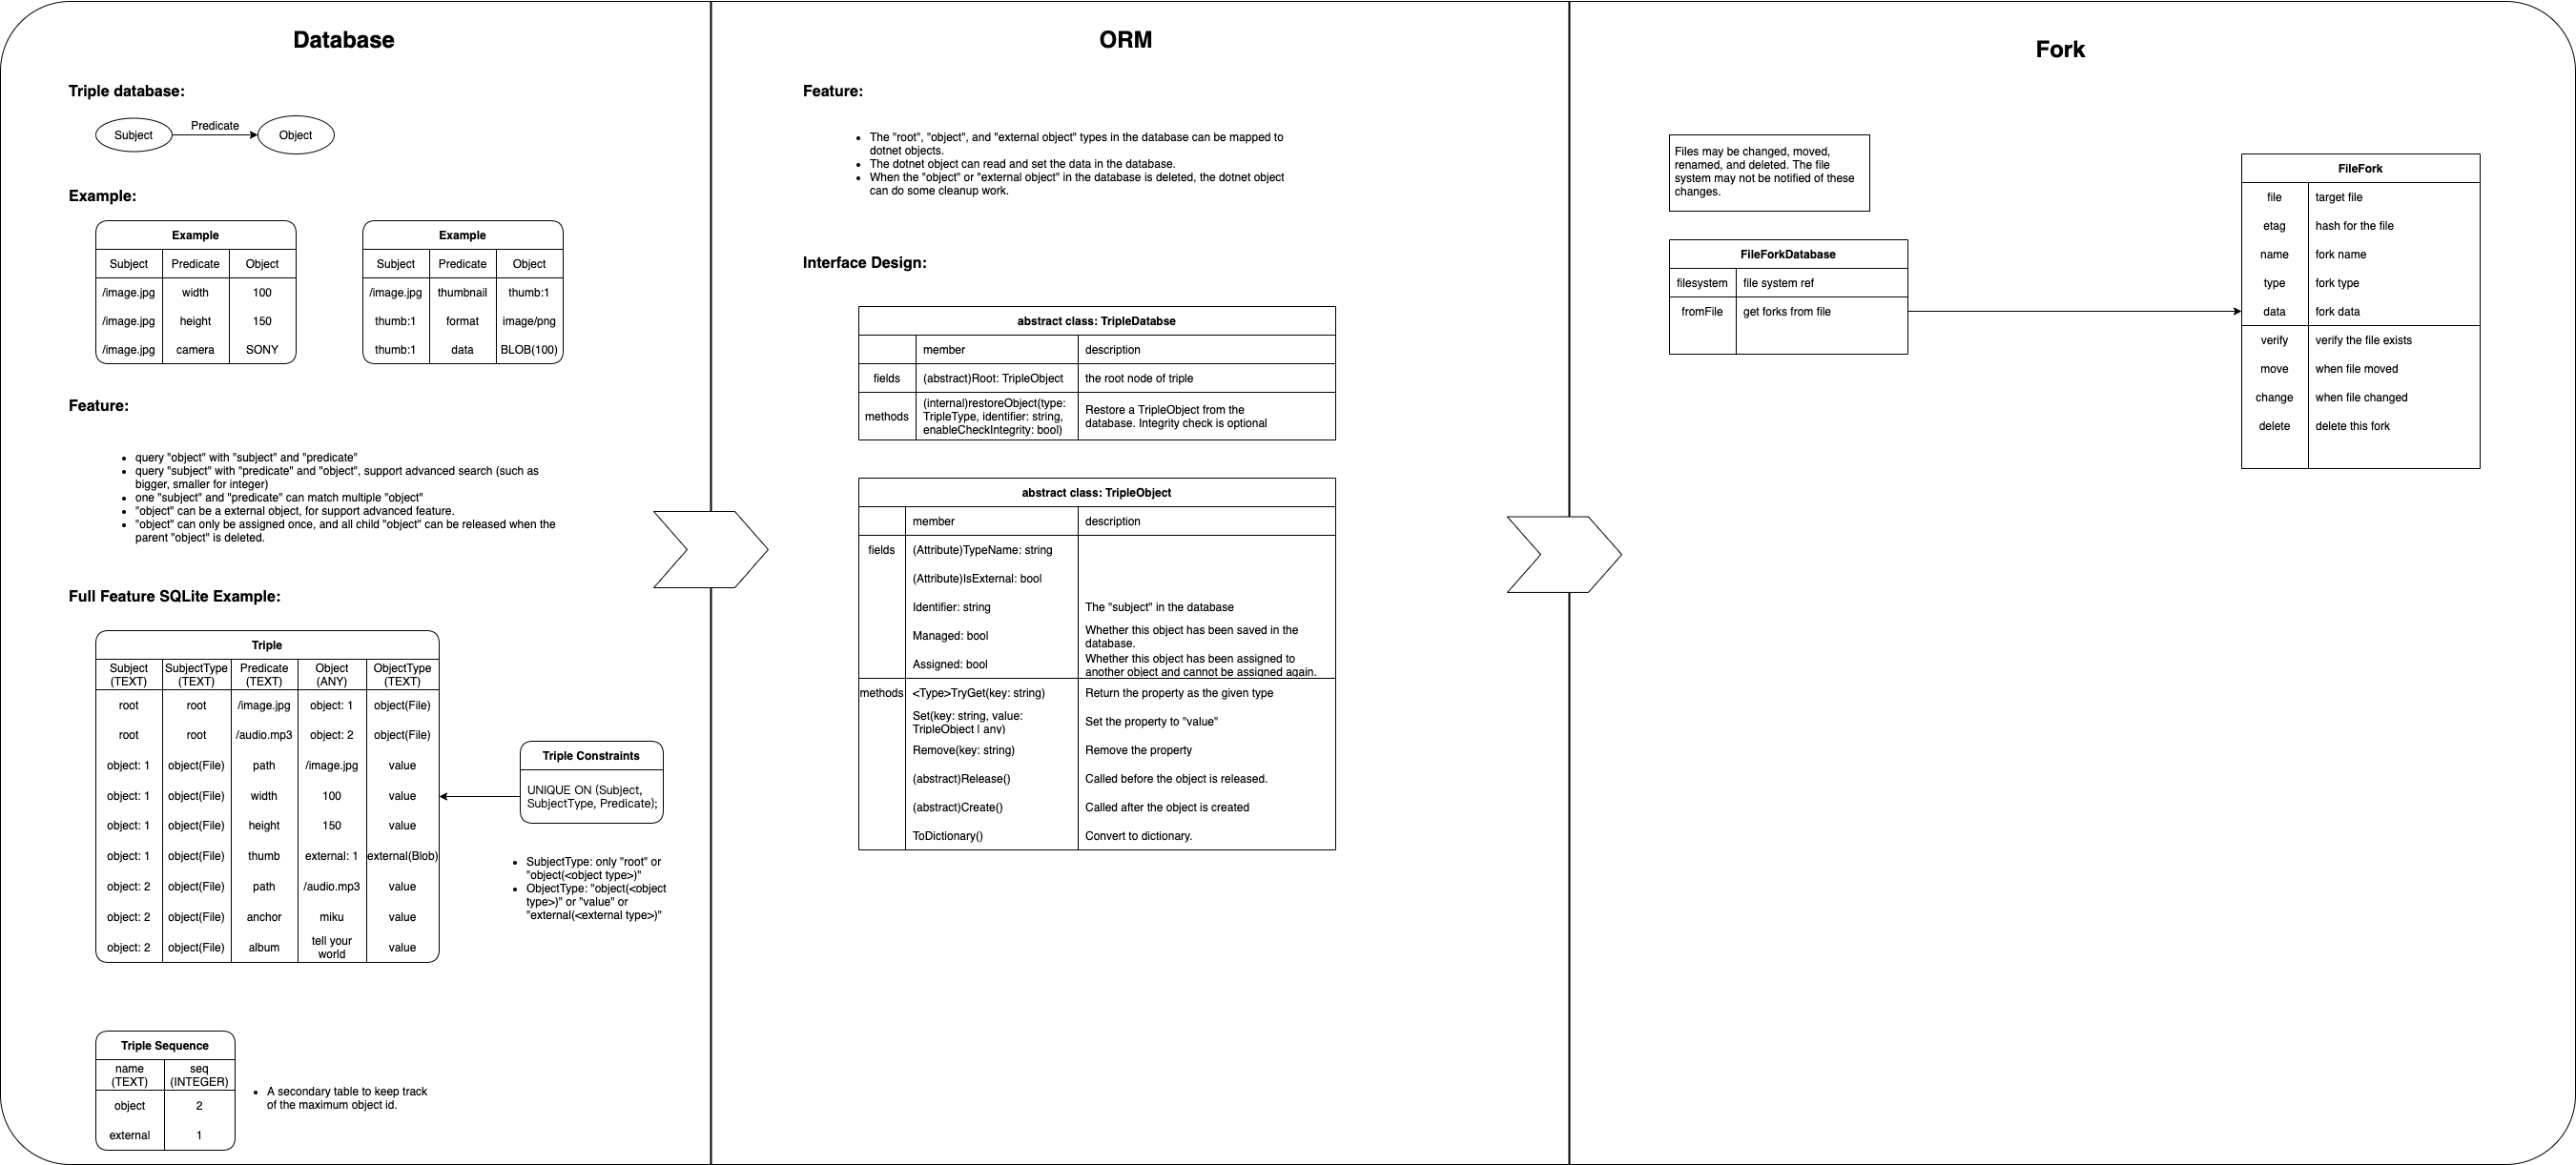 Database
Triple database:
Subject
Predicate
Object
Example:
Example
Subject Predicate Object
/image.jpg width 100
/image.jpg height 150
/image.jpg camera SONY
Example
Subject Predicate Object
/image.jpg thumbnail thumb:1
thumb:1 format image/png
thumb:1 data BLOB(100)
Feature:
• query "object" with "subject" and "predicate"
• query "subject" with "predicate" and "object", support advanced search (such as
bigger, smaller for integer)
• one "subject" and "predicate" can match multiple "object"
• "object" can be a external object, for support advanced feature.
• "object" can only be assigned once, and all child "object" can be released when the
parent "object" is deleted.
Full Feature SQLite Example:
Triple
Subject SubjectType Predicate Object ObjectType
(TEXT) (TEXT) (TEXT) (ANY) (TEXT)
root root /image.jpg object: 1 object(File)
root root /audio.mp3 object: 2 object(File)
object: 1 object(File) path /image.jpg value
object: 1 object(File) width 100 value
object: 1 object(File) height 150 value
object: 1 object(File) thumb external: 1 external(Blob)
object: 2 object(File) path /audio.mp3 value
object: 2 object(File) anchor miku value
object: 2 object(File) album tell your value
world
Triple Constraints
UNIQUE ON (Subject,
SubjectType, Predicate);
• SubjectType: only "root" or
"object(<object type>)"
• ObjectType: "object(<object
type>)" or "value" or
"external(<external type>)"
Triple Sequence
name seq
(TEXT) (INTEGER)
object 2
external 1
• A secondary table to keep track
of the maximum object id.
ORM
Feature:
• The "root", "object", and "external object" types in the database can be mapped to
dotnet objects.
• The dotnet object can read and set the data in the database.
• When the "object" or "external object" in the database is deleted, the dotnet object
can do some cleanup work.
Interface Design:
abstract class: TripleDatabse
member description
fields (abstract)Root: TripleObject the root node of triple
methods
(internal)restoreObject(type:
TripleType, identifier: string,
enableCheckIntegrity: bool)
Restore a TripleObject from the
database. Integrity check is optional
abstract class: TripleObject
member description
fields (Attribute)TypeName: string
(Attribute)IsExternal: bool
Identifier: string The "subject" in the database
Managed: bool
Whether this object has been saved in the
database.
Assigned: bool
Whether this object has been assigned to
another object and cannot be assigned again.
methods <Type>TryGet(key: string) Return the property as the given type
Set(key: string, value:
TripleObject | any)
Set the property to "value"
Remove(key: string) Remove the property
(abstract)Release() Called before the object is released.
(abstract)Create() Called after the object is created
ToDictionary() Convert to dictionary.
Fork
Files may be changed, moved,
renamed, and deleted. The file
system may not be notified of these
changes.
FileForkDatabase
filesystem file system ref
fromFile get forks from file
FileFork
file target file
etag hash for the file
name fork name
type fork type
data fork data
verify verify the file exists
move when file moved
change when file changed
delete delete this fork